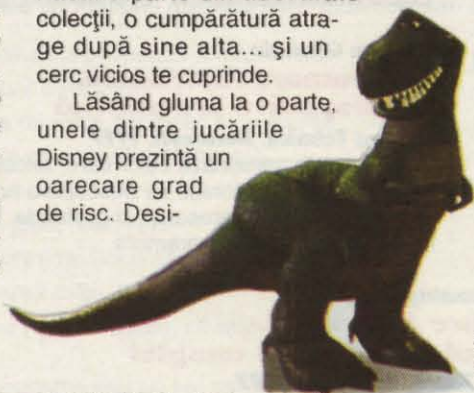 colecţii, o cumpărătură atra-
ge după sine alta... şi un
cerc vicios te cuprinde.
Lăsând gluma la o parte,
unele dintre jucăriile
Disney prezintă un
oarecare grad
de risc. Desi-